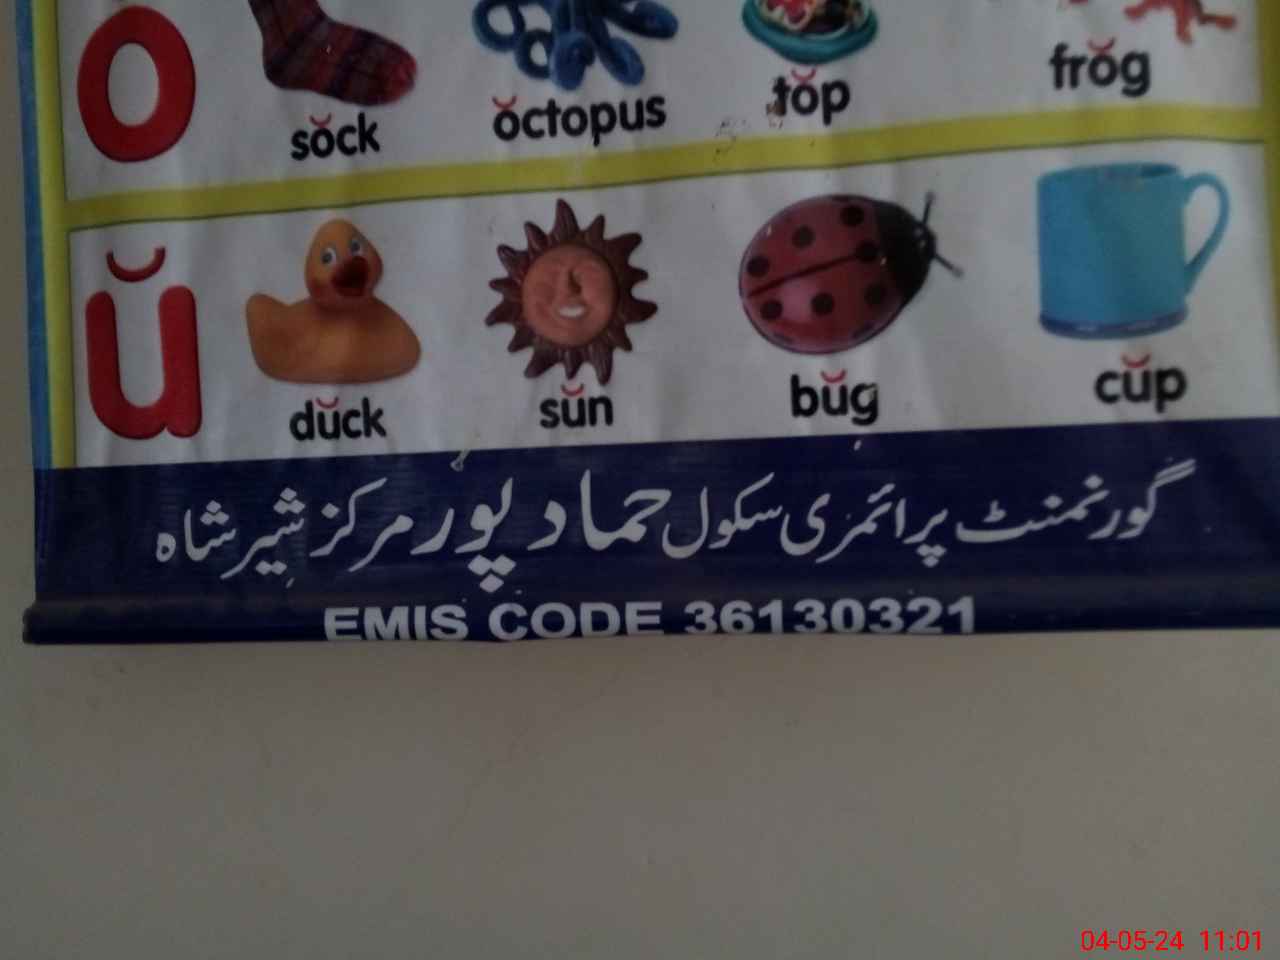 o
sŏck ŏctopus tŏp frŏg
ŭ
dŭck sŭn bŭg cŭp
گورنمنٹ پرائمری سکول حماد پور مرکز شیر شاہ
EMIS CODE 36130321
04-05-24 11:01